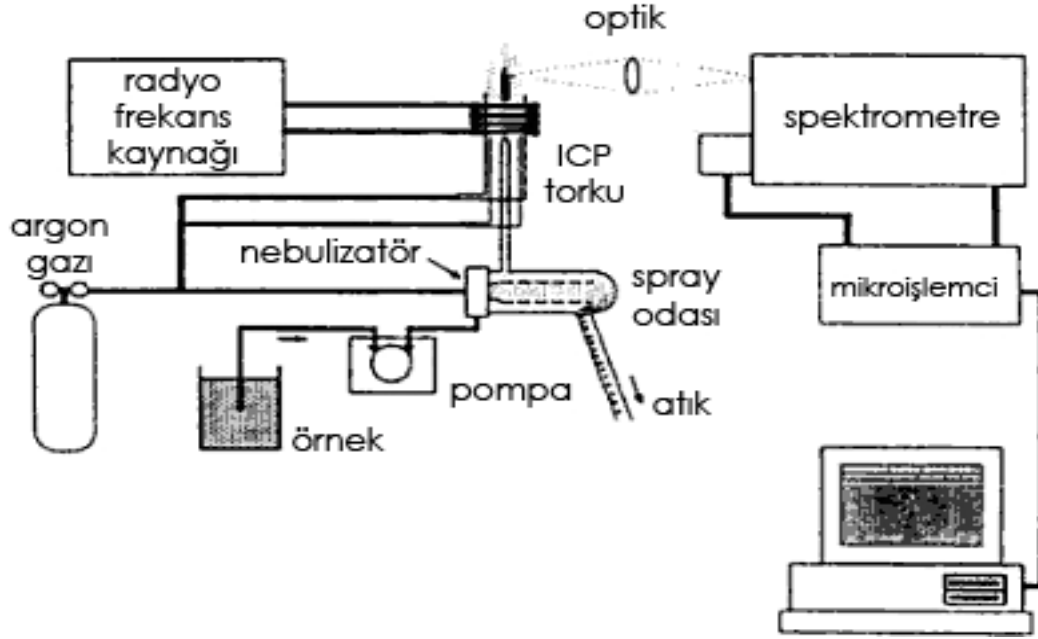 optik
radyo
frekans
kaynağı
spektrometre
ICP
torku
argon
gazı
nebulizatör
spray
odası
mikroişlemci
pompa
atık
örnek